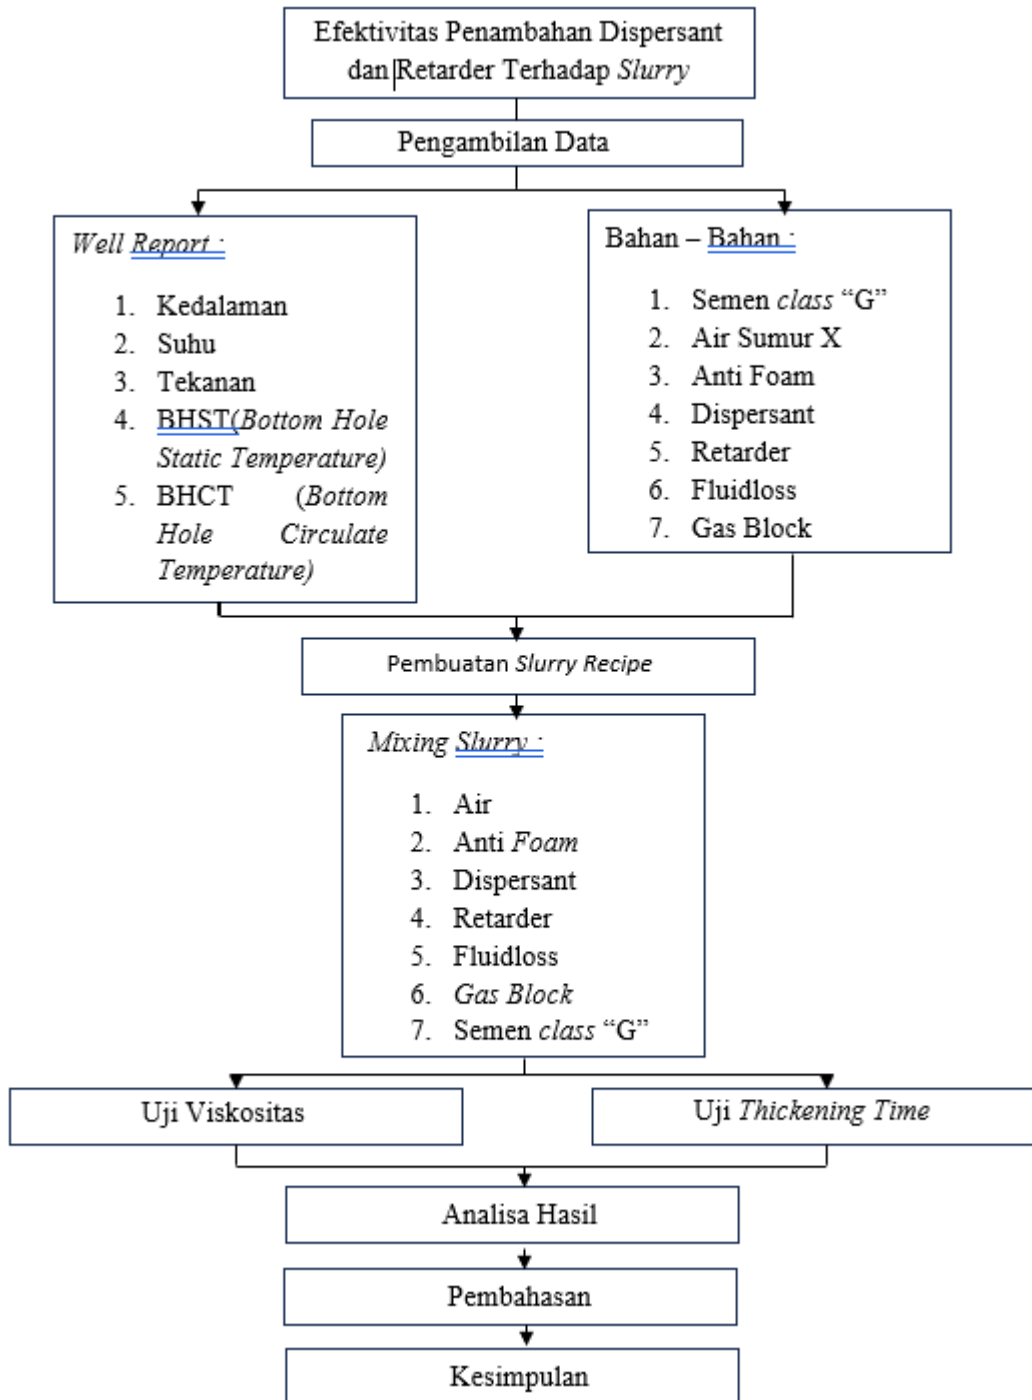 Efektivitas Penambahan Dispersant
dan Retarder Terhadap Slurry
Pengambilan Data
Well Report :
1. Kedalaman
2. Suhu
3. Tekanan
4. BHST(Bottom Hole
Static Temperature)
5. BHCT (Bottom
Hole Circulate
Temperature)
Bahan – Bahan :
1. Semen class “G”
2. Air Sumur X
3. Anti Foam
4. Dispersant
5. Retarder
6. Fluidloss
7. Gas Block
Pembuatan Slurry Recipe
Mixing Slurry :
1. Air
2. Anti Foam
3. Dispersant
4. Retarder
5. Fluidloss
6. Gas Block
7. Semen class “G”
Uji Viskositas
Uji Thickening Time
Analisa Hasil
Pembahasan
Kesimpulan